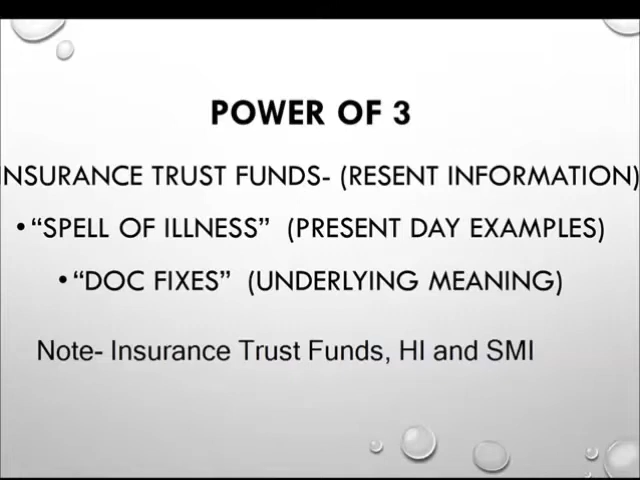 POWER OF 3
INSURANCE TRUST FUNDS- (RESENT INFORMATION)
•“SPELL OF ILLNESS” (PRESENT DAY EXAMPLES)
•“DOC FIXES” (UNDERLYING MEANING)
Note- Insurance Trust Funds, HI and SMI